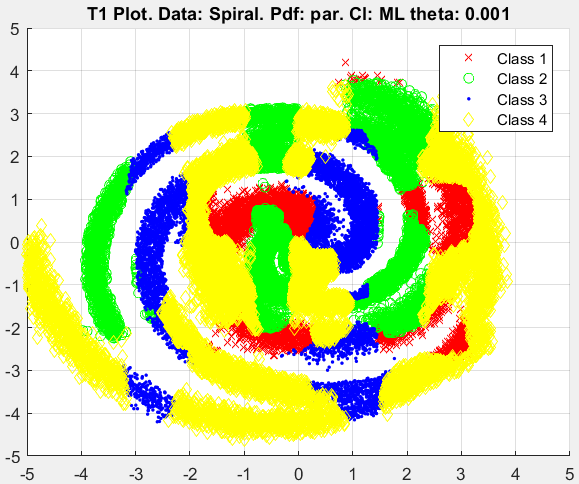 T1 Plot. Data: Spiral. Pdf: par. Cl: ML theta: 0.001
Class 1
Class 2
Class 3
Class 4
5
4
3
2
1
0
-1
-2
-3
-4
-5
-5 -4 -3 -2 -1 0 1 2 3 4 5